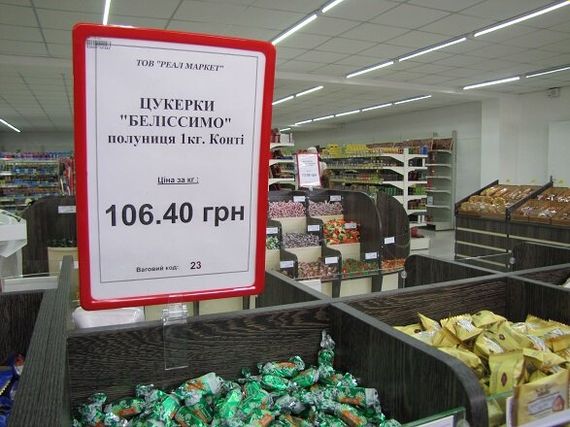 ТОВ "РЕАЛ МАРКЕТ"
ЦУКЕРКИ
"БЕЛІССИМО"
полуниця 1кг. Конті
Ціна за кг :
106.40 грн
Ваговий код: 23